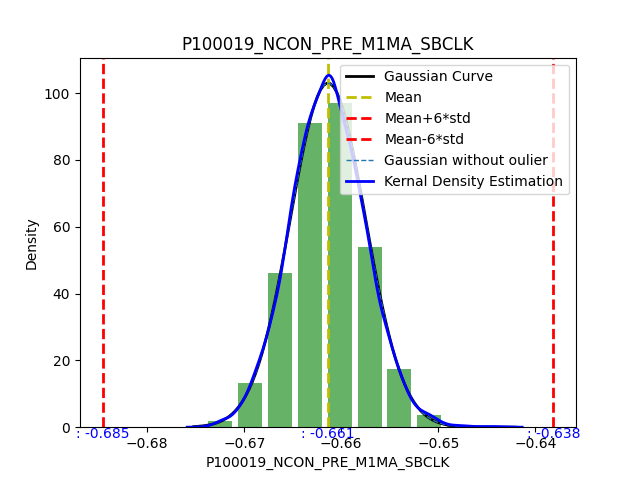 P100019_NCON_PRE_M1MA_SBCLK
Gaussian Curve
Mean
Mean+6*std
Mean-6*std
Gaussian without oulier
Kernal Density Estimation
Density
100
80
60
40
20
0
: -0.685 : -0.661 : -0.638
−0.68 −0.67 −0.66 −0.65 −0.64
P100019_NCON_PRE_M1MA_SBCLK